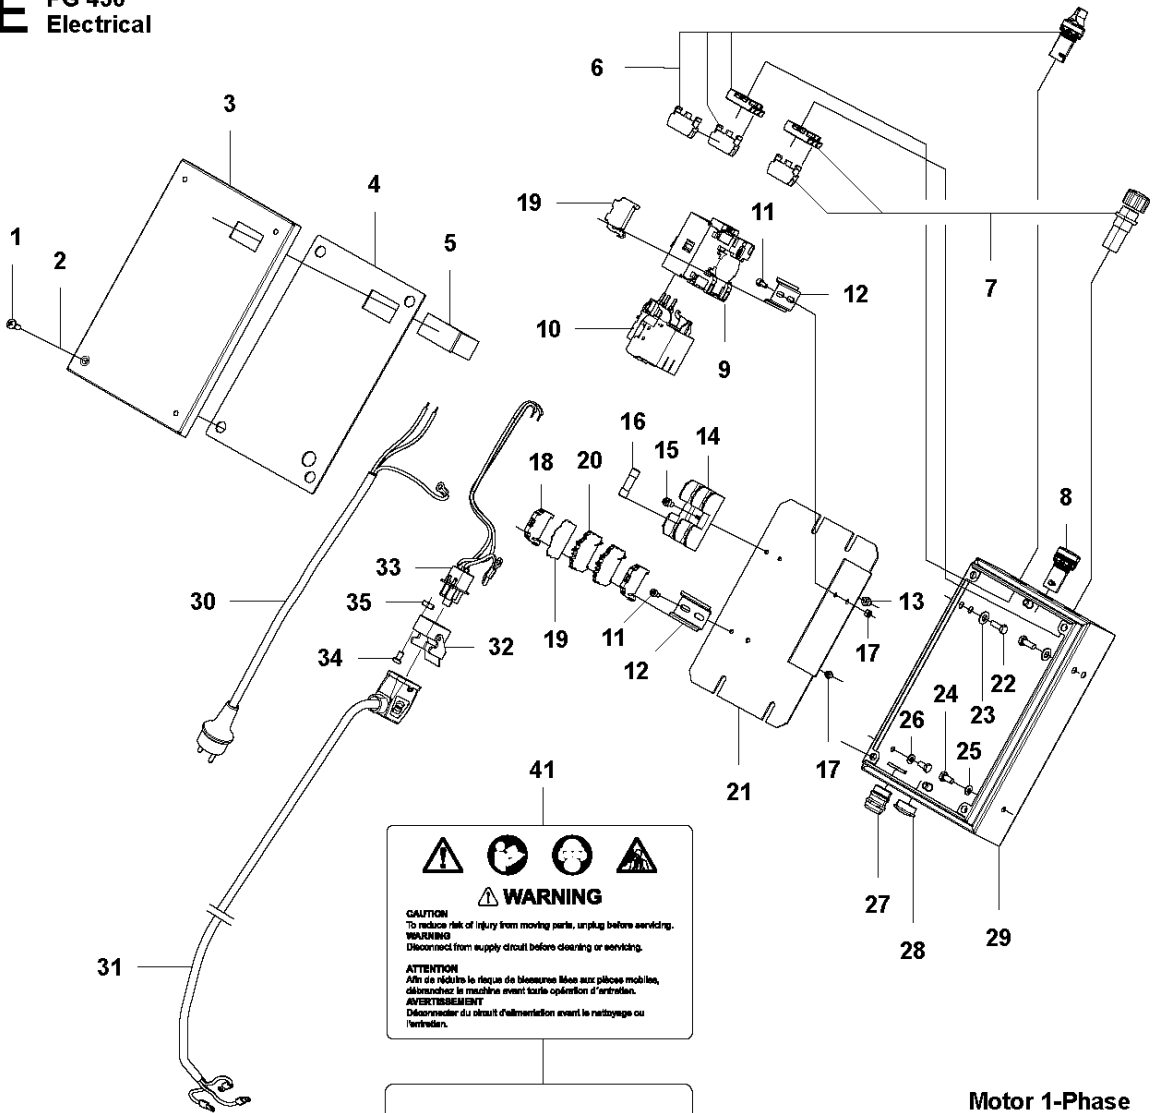 E
PG 450
Electrical
6
3
4
19
11
1
2
5
7
12
10
9
16
15
14
18
20
8
33
30
35
13
19
11
32
17
34
12
22
24
23
26
25
41
21
17
WARNING
27
CAUTION
To reduce risk of injury from moving parts, unplug before servicing.
WARNING
29
Disconnect from supply circuit before cleaning or servicing.
28
31
ATTENTION
Afin de réduire le risque de blessures liées aux pièces mobiles,
débranchez la machine avant toute opération d'entretien.
AVERTISSEMENT
Déconnecter du circuit d'alimentation avant le nettoyage ou
l'entretien.
Motor 1-Phase